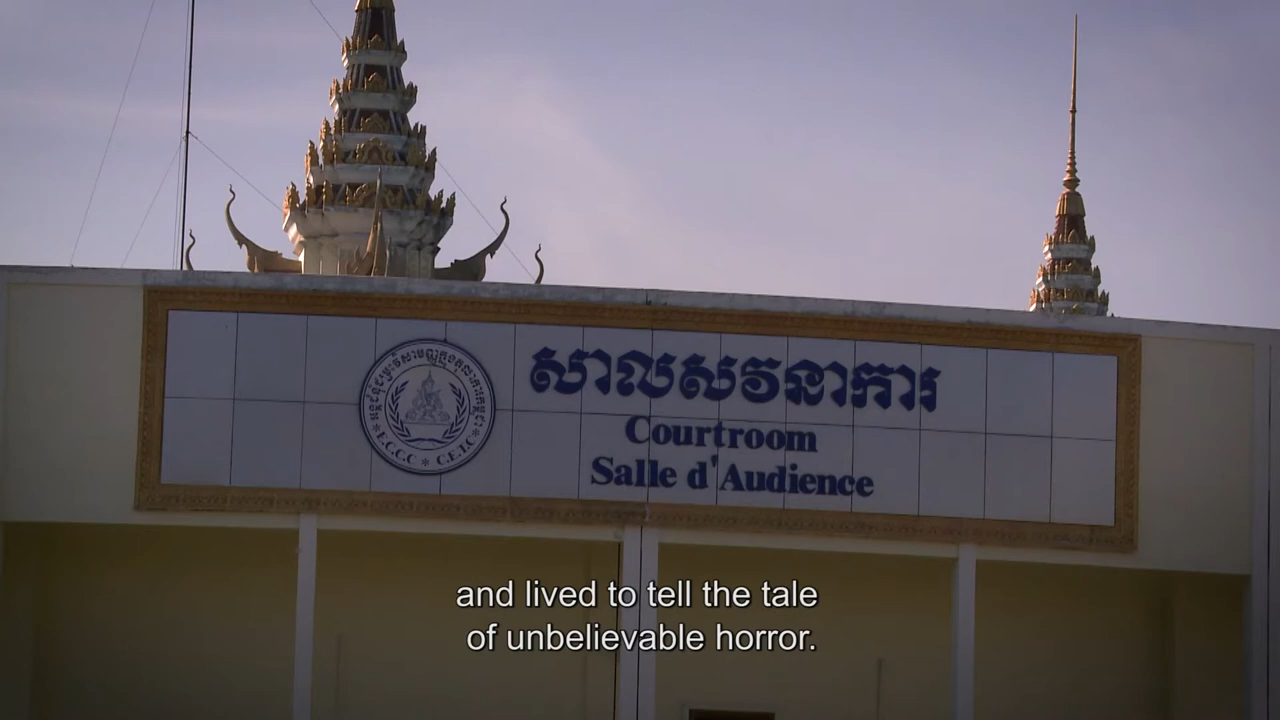 សាលសវនាការ
Courtroom
Salle d'Audience
E.C.C.C * C.E.T.C
and lived to tell the tale
of unbelievable horror.